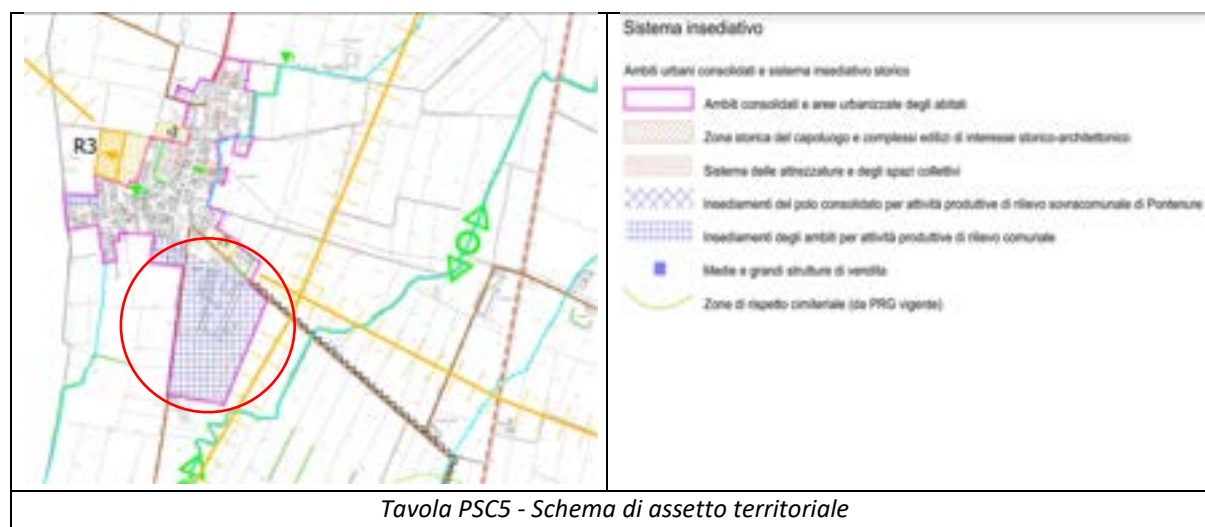 R3
Sistema insediativo
Ambiti urbani consolidati e sistema insediativo storico
Ambiti consolidati e aree urbanizzate degli abitati
Zona storica del capoluogo e complessi edilizi di interesse storico-architettonico
Sistema delle attrezzature e degli spazi collettivi
Insediamenti del polo consolidato per attività produttive di rilievo sovracomunale di Pontenure
Insediamenti degli ambiti per attività produttive di rilievo comunale
Medie e grandi strutture di vendita
Zone di rispetto cimiteriale (da PRG vigente)
Tavola PSC5 - Schema di assetto territoriale